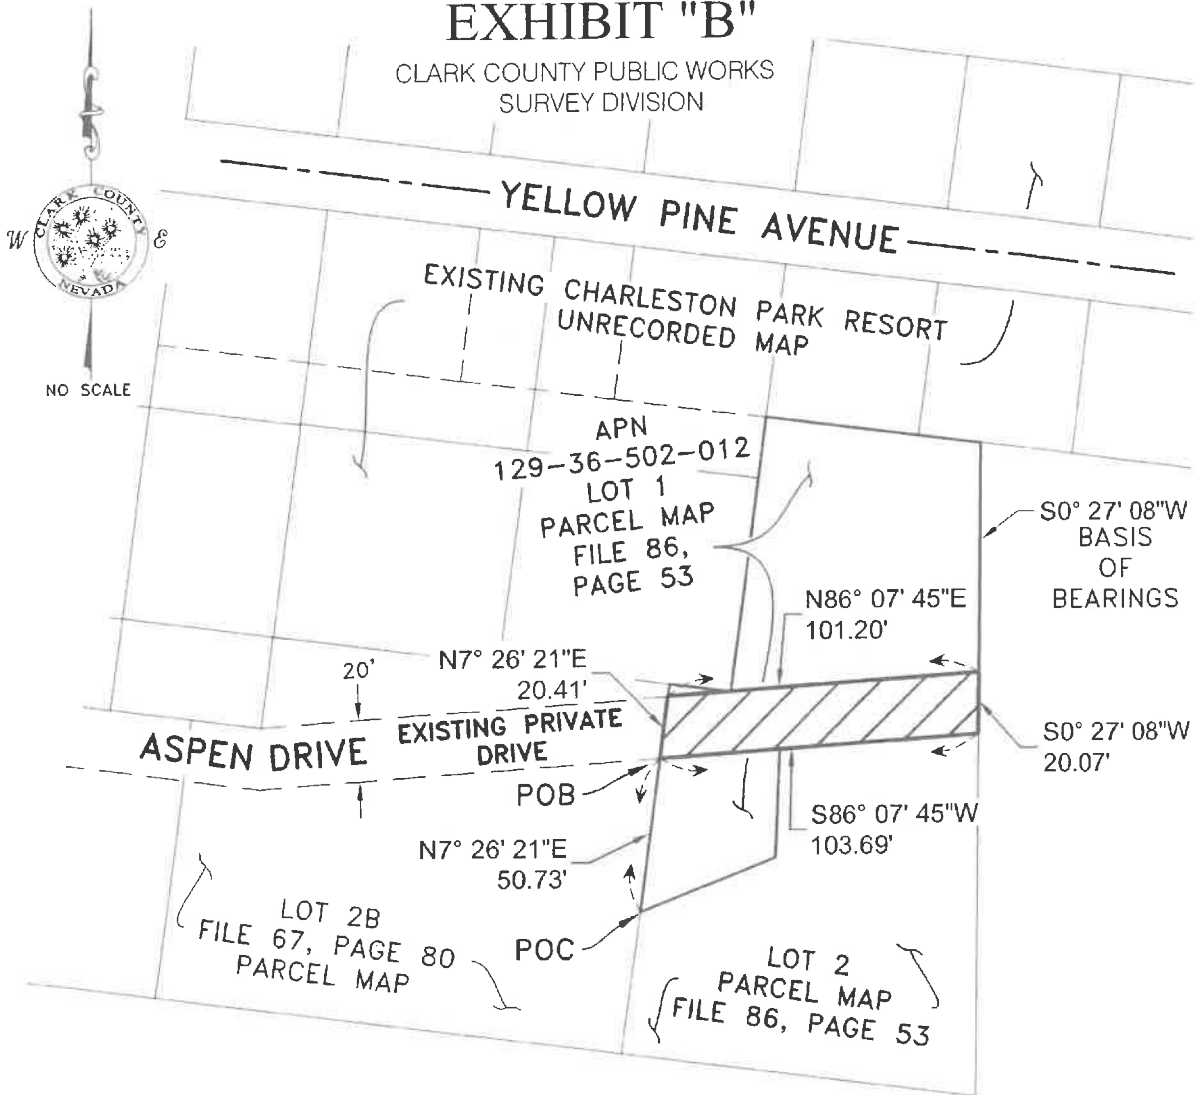 EXHIBIT "B"
CLARK COUNTY PUBLIC WORKS
SURVEY DIVISION
CLARK COUNTY
NEVADA
W
E
NO SCALE
YELLOW PINE AVENUE
EXISTING CHARLESTON PARK RESORT
UNRECORDED MAP
APN
129-36-502-012
LOT 1
PARCEL MAP
FILE 86,
PAGE 53
S0° 27' 08"W
BASIS
OF
BEARINGS
N86° 07' 45"E
101.20'
N7° 26' 21"E
20.41'
20'
ASPEN DRIVE
EXISTING PRIVATE
DRIVE
S0° 27' 08"W
20.07'
POB
S86° 07' 45"W
103.69'
N7° 26' 21"E
50.73'
POC
LOT 2B
FILE 67, PAGE 80
PARCEL MAP
LOT 2
PARCEL MAP
FILE 86, PAGE 53